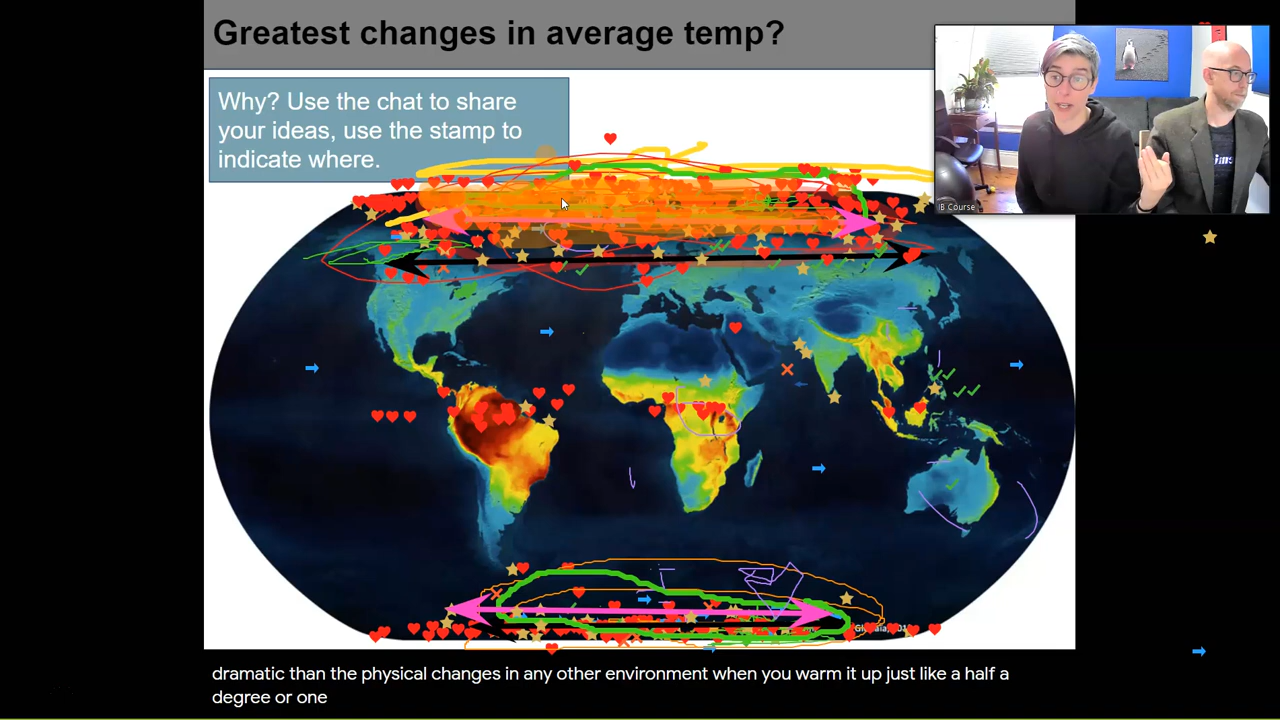 Greatest changes in average temp?
Why? Use the chat to share
your ideas, use the stamp to
indicate where.
IB Course
dramatic than the physical changes in any other environment when you warm it up just like a half a
degree or one